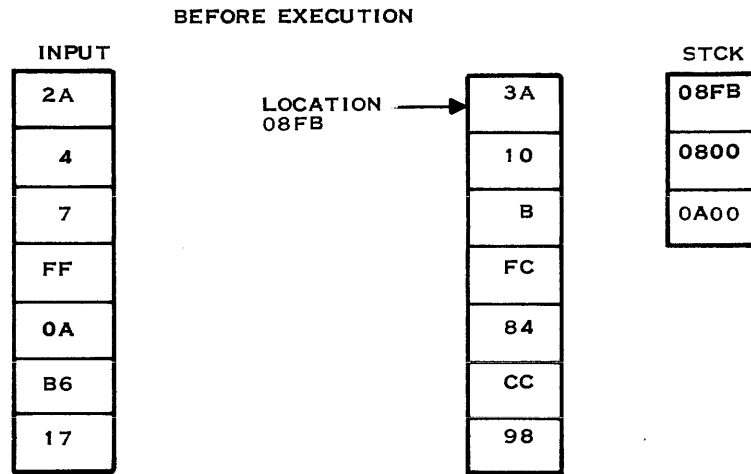 BEFORE EXECUTION
INPUT
2A
4
7
FF
0A
B6
17
LOCATION
08FB
3A
10
B
FC
84
CC
98
STCK
08FB
0800
0A00